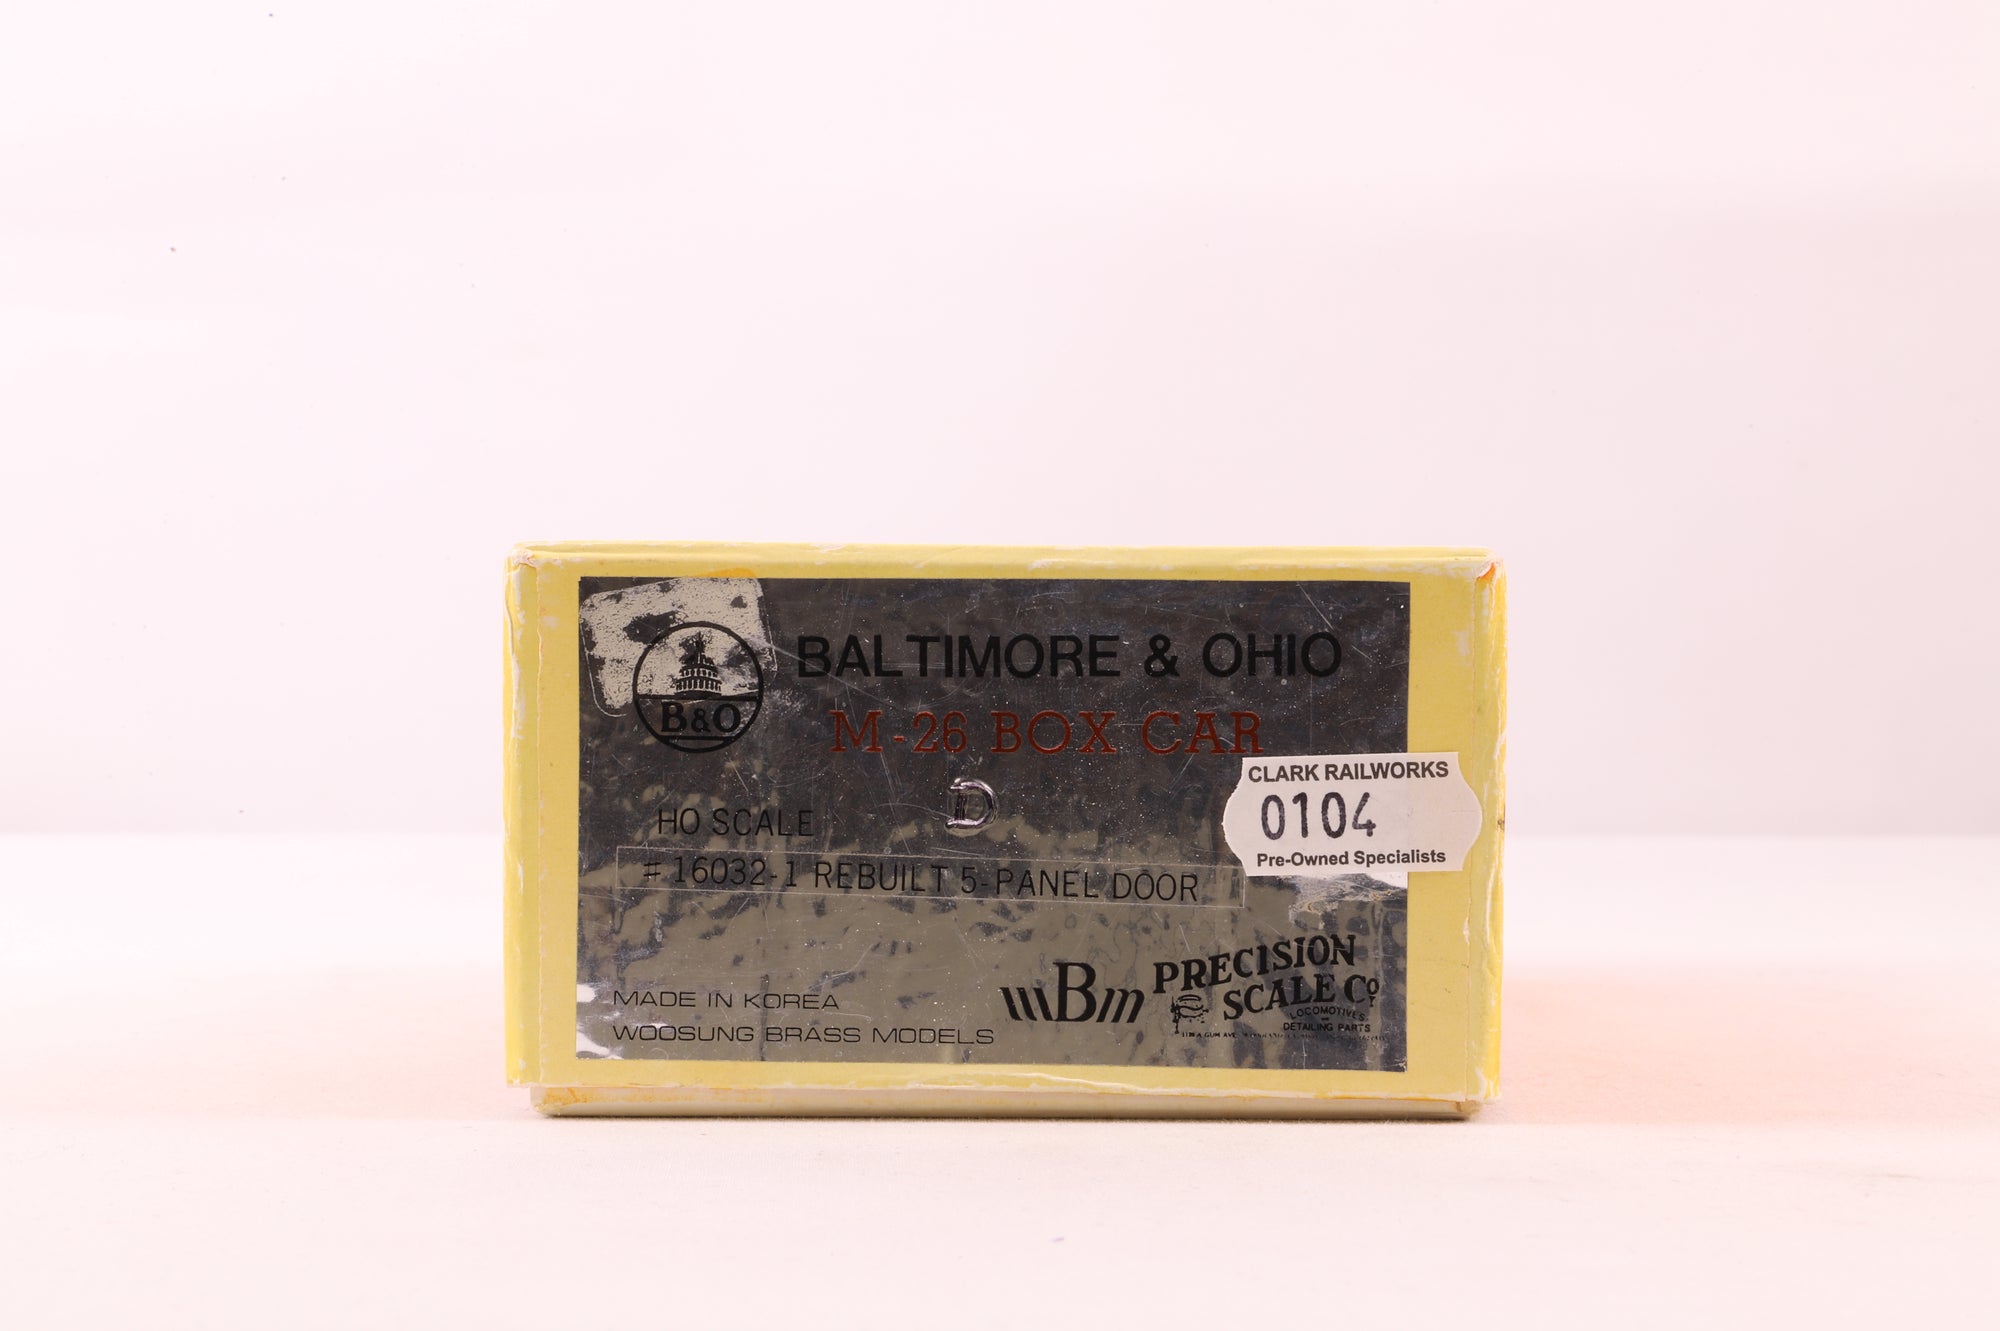 B&O
BALTIMORE & OHIO
M-26 BOX CAR
D
HO SCALE
# 16032-1 REBUILT 5-PANEL DOOR
CLARK RAILWORKS
0104
Pre-Owned Specialists
MADE IN KOREA
WOOSUNG BRASS MODELS
wBm
PRECISION
SCALE Co
LOCOMOTIVES
DETAILING PARTS